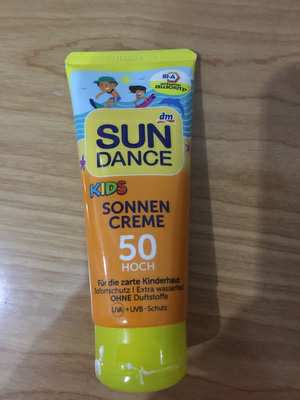 dm
SUN
DANCE
KIDS
SONNEN
CREME
50
HOCH
Für die zarte Kinderhaut
Sofortschutz | Extra wasserfest
OHNE Duftstoffe
UVA + UVB-Schutz